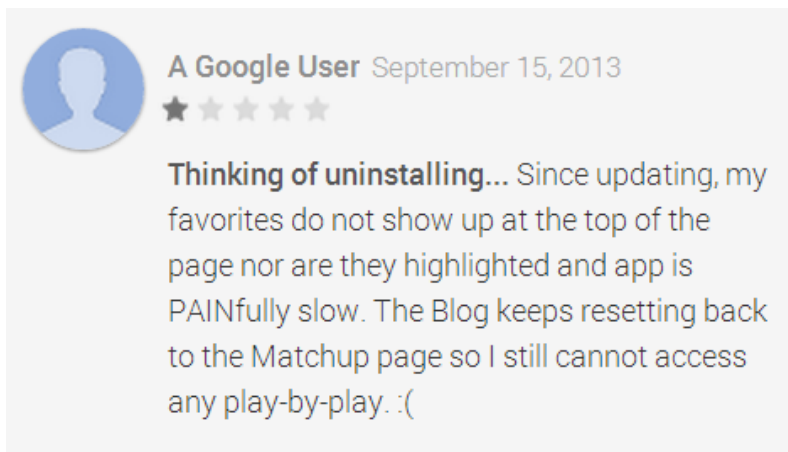 A Google User September 15, 2013
Thinking of uninstalling... Since updating, my
favorites do not show up at the top of the
page nor are they highlighted and app is
PAINfully slow. The Blog keeps resetting back
to the Matchup page so I still cannot access
any play-by-play. :(